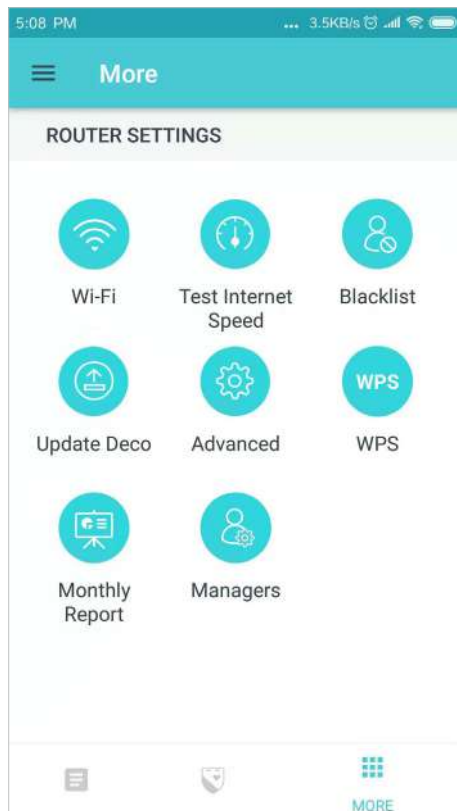 5:08 PM ... 3.5KB/s
More
ROUTER SETTINGS
Wi-Fi
Test Internet
Speed
Blacklist
Update Deco
Advanced
WPS
WPS
Monthly
Report
Managers
MORE